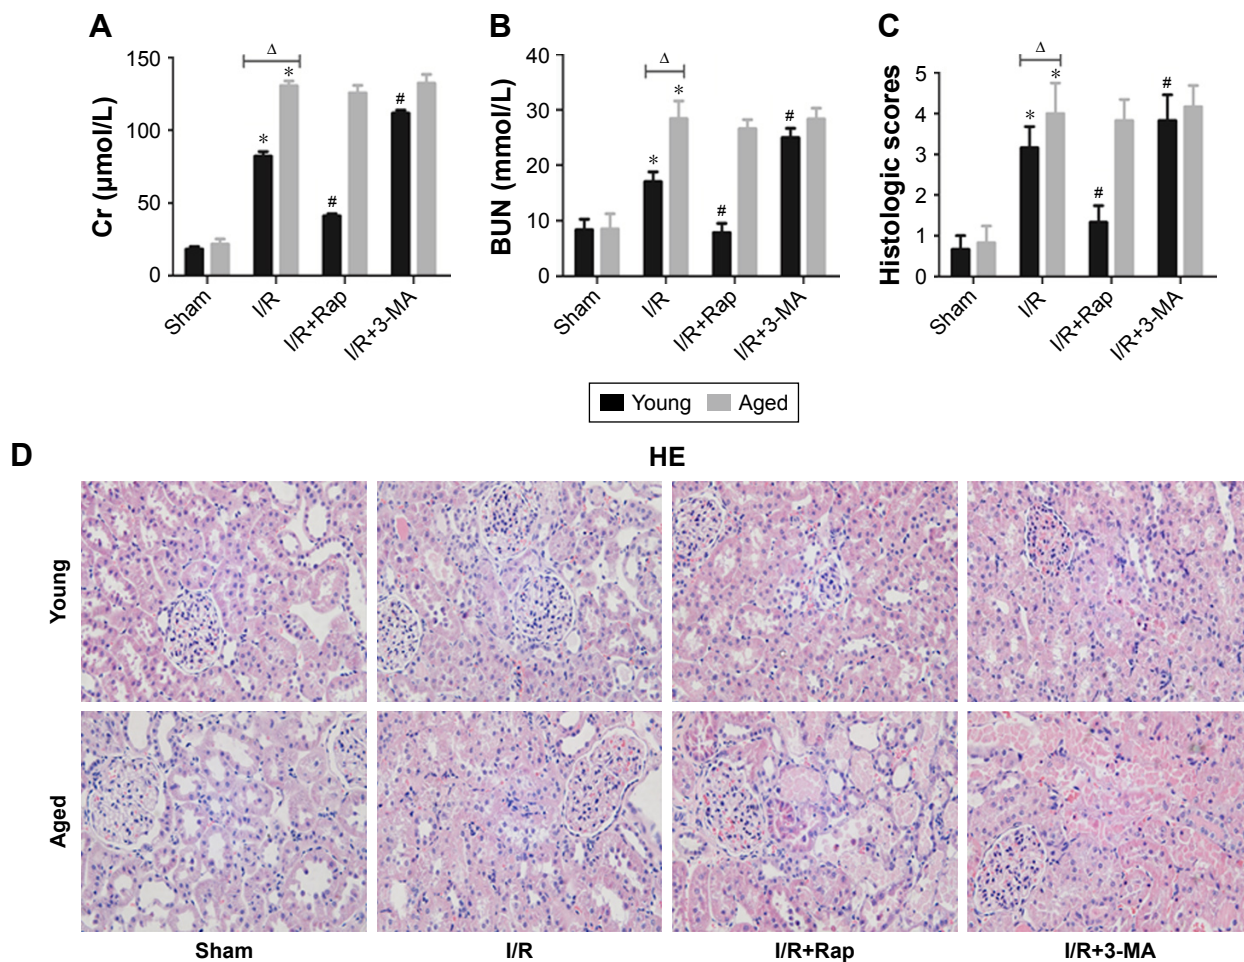 A
Cr (μmol/L)
150
100
50
0
Δ
*
*
#
#
Sham
I/R
I/R+Rap
I/R+3-MA
B
BUN (mmol/L)
40
30
20
10
0
Δ
*
*
#
#
Sham
I/R
I/R+Rap
I/R+3-MA
C
Histologic scores
5
4
3
2
1
0
Δ
*
*
#
#
Sham
I/R
I/R+Rap
I/R+3-MA
Young Aged
D
HE
Young
Aged
Sham I/R I/R+Rap I/R+3-MA